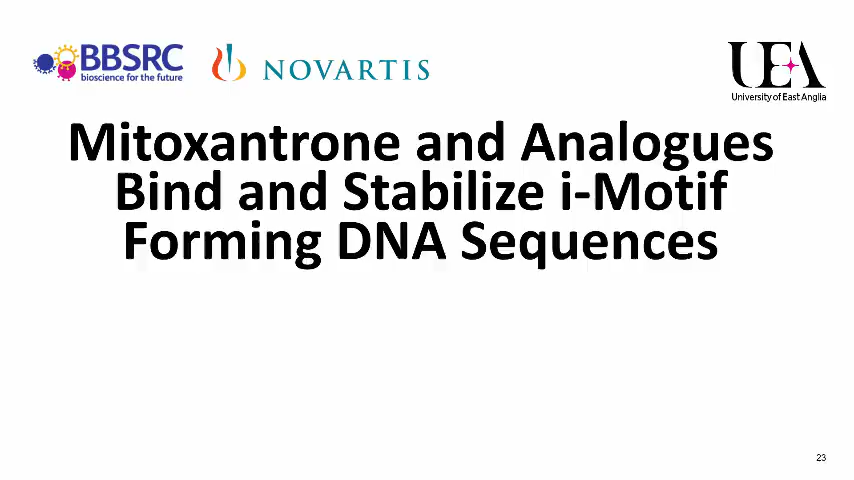 BBSRC
bioscience for the future
NOVARTIS
UEA
University of East Anglia
Mitoxantrone and Analogues
Bind and Stabilize i-Motif
Forming DNA Sequences
23